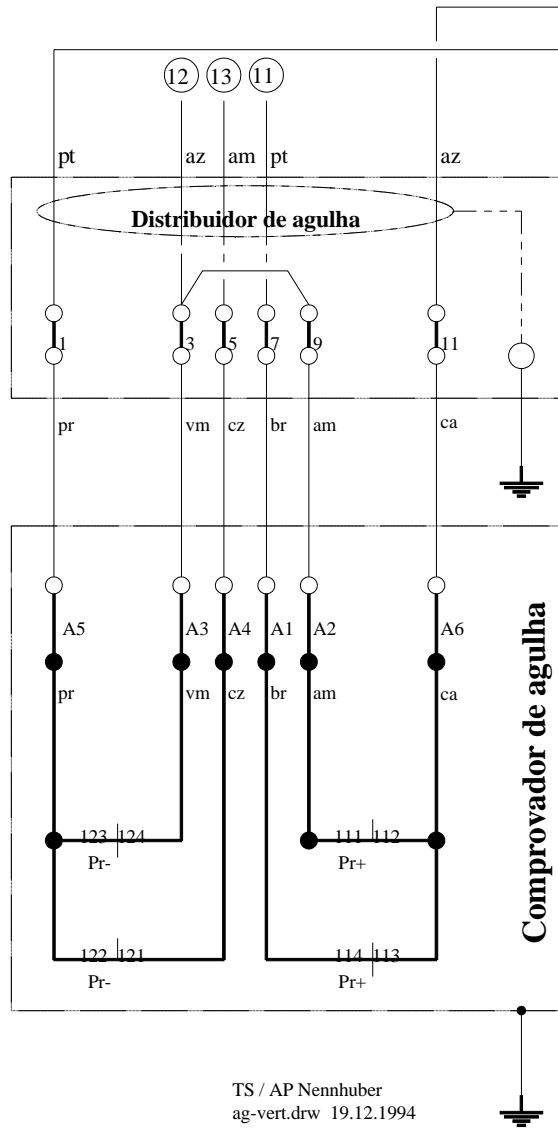 12 13 11
pt az am pt az
Distribuidor de agulha
1 3 5 7 9 11
pr vm cz br am ca
A5 A3 A4 A1 A2 A6
pr vm cz br am ca
123 124 111 112
Pr- Pr+
122 121 114 113
Pr- Pr+
Comprovador de agulha
TS / AP Nennhuber
ag-vert.drw 19.12.1994